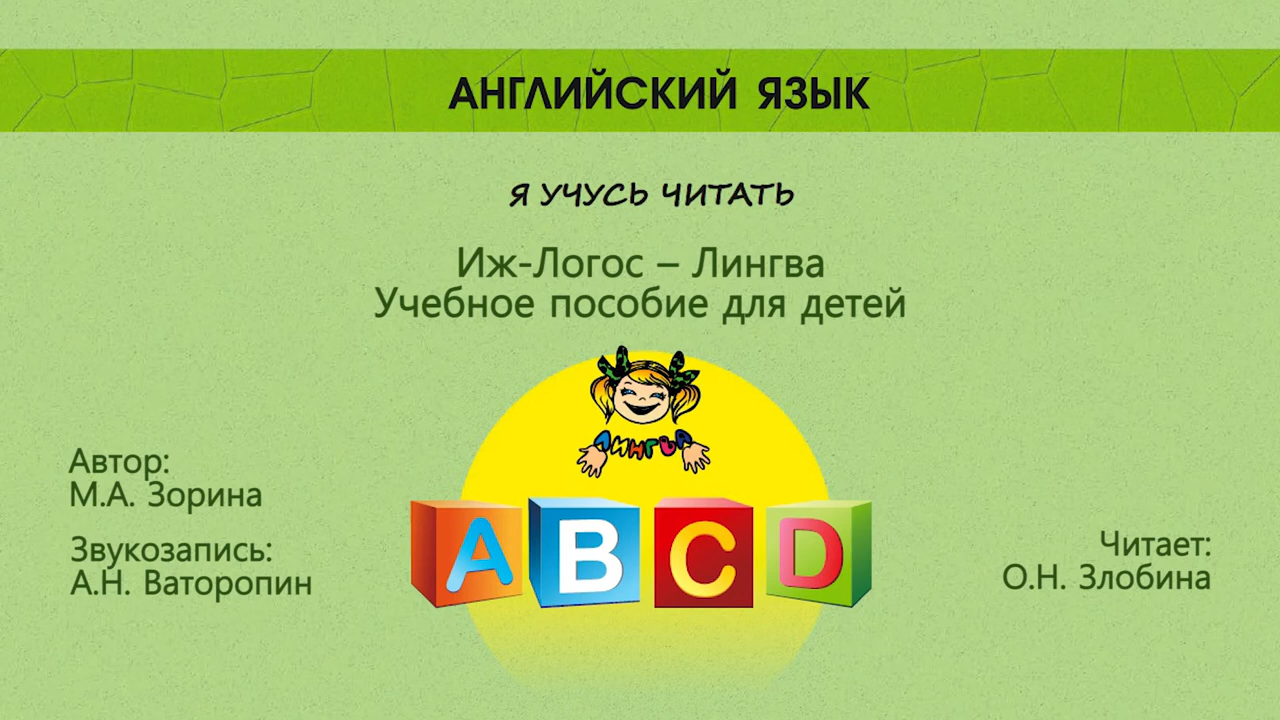 АНГЛИЙСКИЙ ЯЗЫК
Я УЧУСЬ ЧИТАТЬ
Иж-Логос – Лингва
Учебное пособие для детей
ЛИНГВА
A B C D
Автор:
М.А. Зорина
Звукозапись:
А.Н. Ваторопин
Читает:
О.Н. Злобина